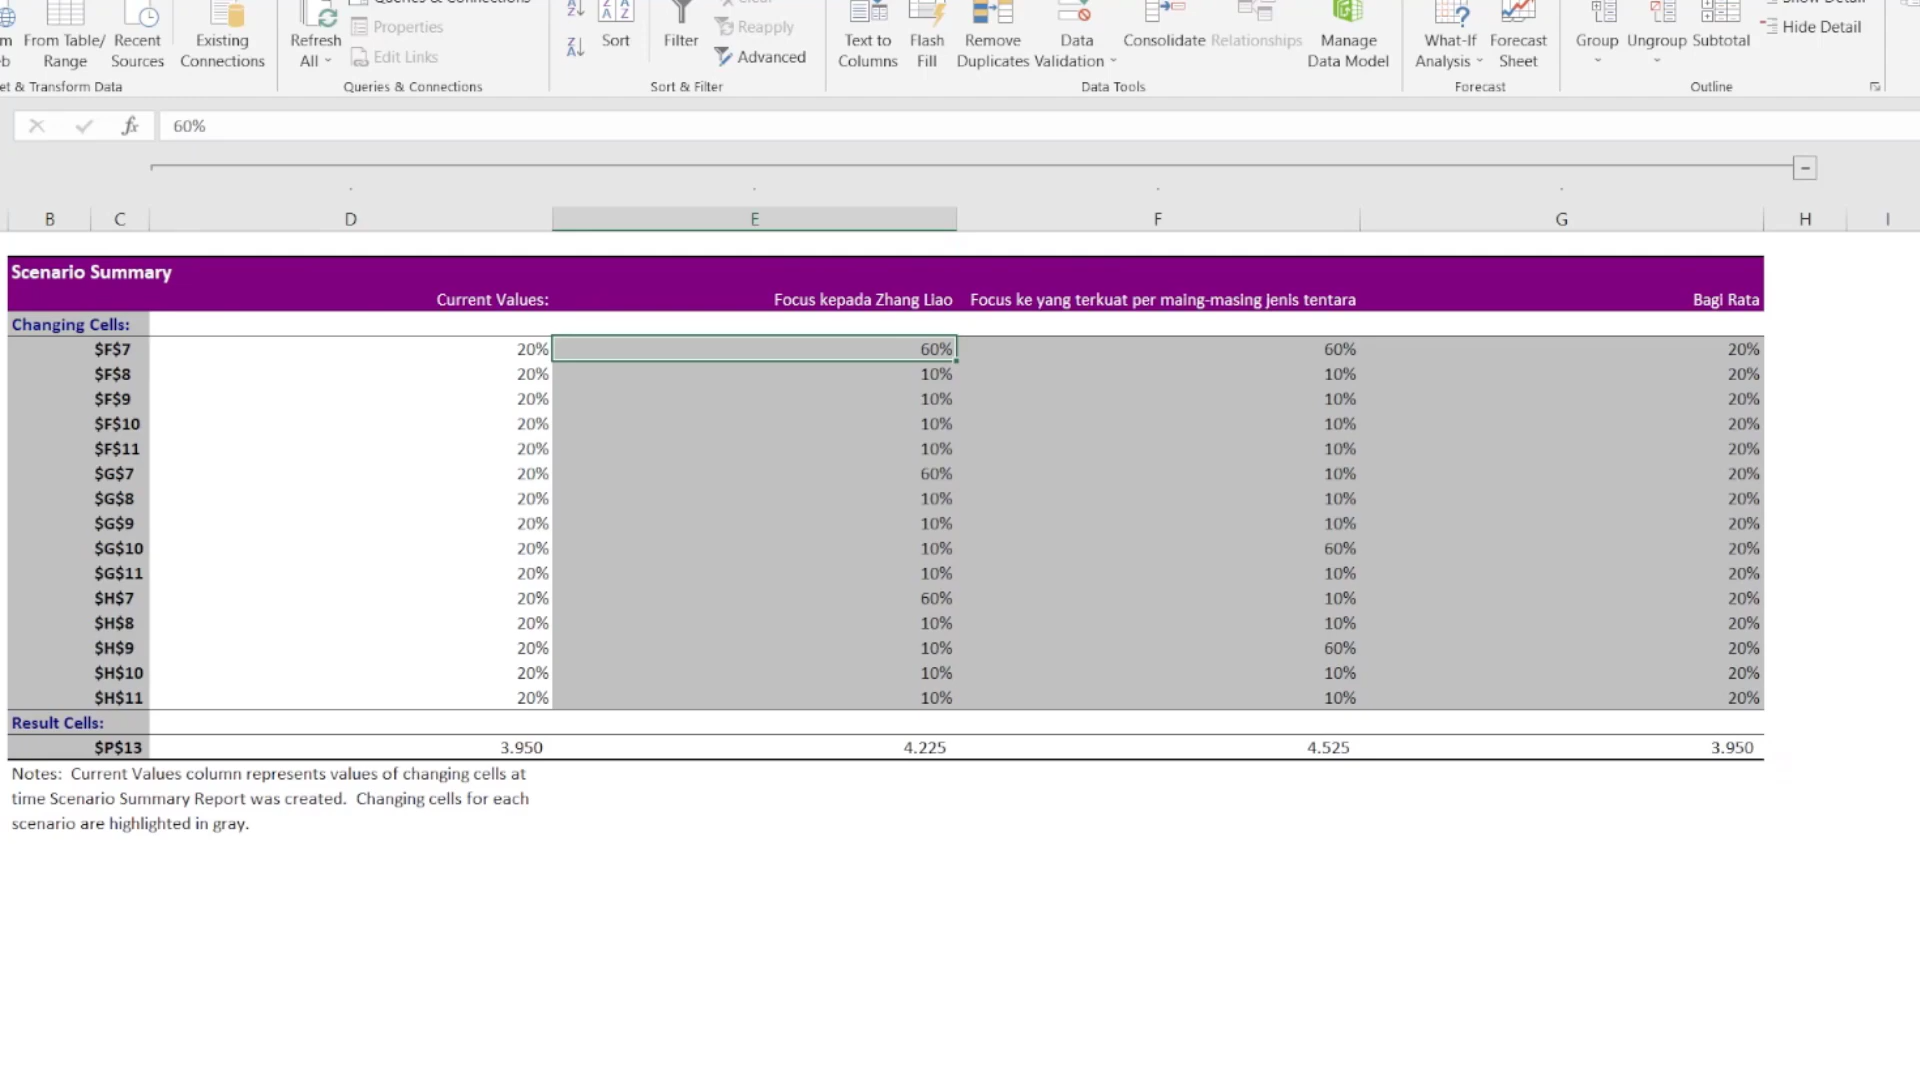 Queries & Connections
Clear
Show Detail
m From Table/ Recent Existing Refresh Properties Sort Filter Reapply Text to Flash Remove Data Consolidate Relationships Manage What-If Forecast Group Ungroup Subtotal Hide Detail
b Range Sources Connections All Edit Links Advanced Columns Fill Duplicates Validation Data Model Analysis Sheet
et & Transform Data Queries & Connections Sort & Filter Data Tools Forecast Outline
fx 60%
B C D E F G H I
Scenario Summary
Current Values: Focus kepada Zhang Liao Focus ke yang terkuat per maing-masing jenis tentara Bagi Rata
Changing Cells:
$F$7 20% 60% 60% 20%
$F$8 20% 10% 10% 20%
$F$9 20% 10% 10% 20%
$F$10 20% 10% 10% 20%
$F$11 20% 10% 10% 20%
$G$7 20% 60% 10% 20%
$G$8 20% 10% 10% 20%
$G$9 20% 10% 10% 20%
$G$10 20% 10% 60% 20%
$G$11 20% 10% 10% 20%
$H$7 20% 60% 10% 20%
$H$8 20% 10% 10% 20%
$H$9 20% 10% 60% 20%
$H$10 20% 10% 10% 20%
$H$11 20% 10% 10% 20%
Result Cells:
$P$13 3.950 4.225 4.525 3.950
Notes: Current Values column represents values of changing cells at
time Scenario Summary Report was created. Changing cells for each
scenario are highlighted in gray.